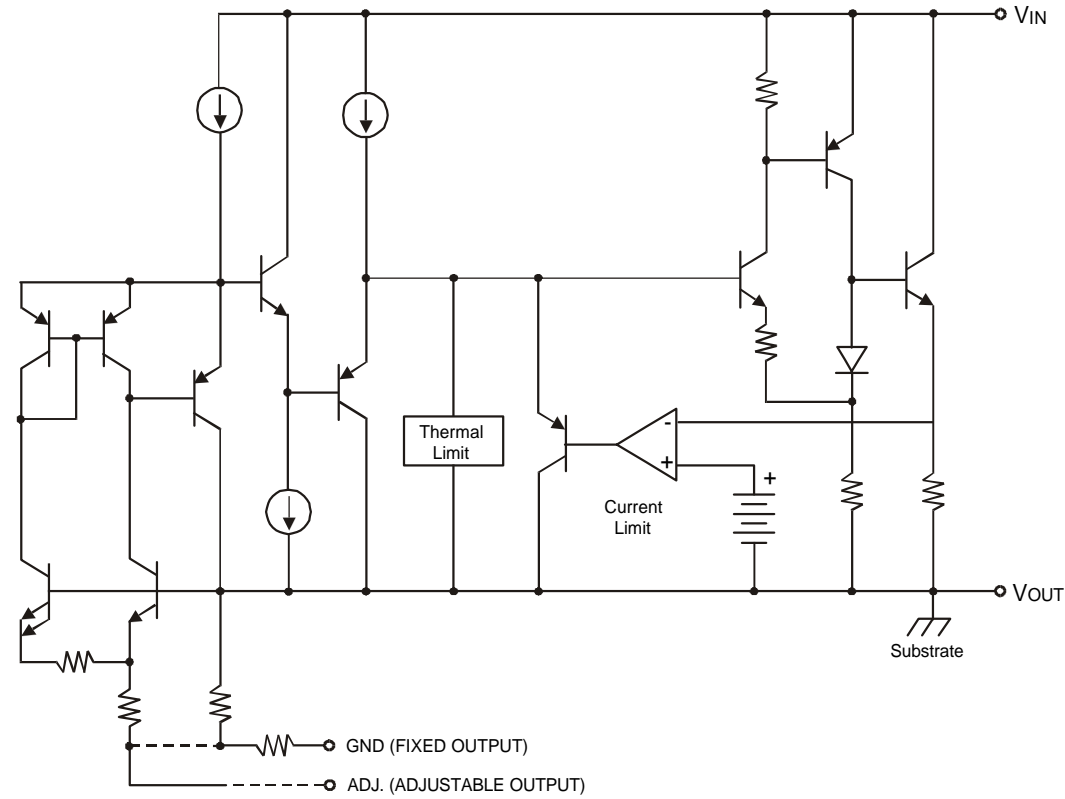 VIN
Thermal
Limit
-
+
+
Current
Limit
VOUT
Substrate
GND (FIXED OUTPUT)
ADJ. (ADJUSTABLE OUTPUT)